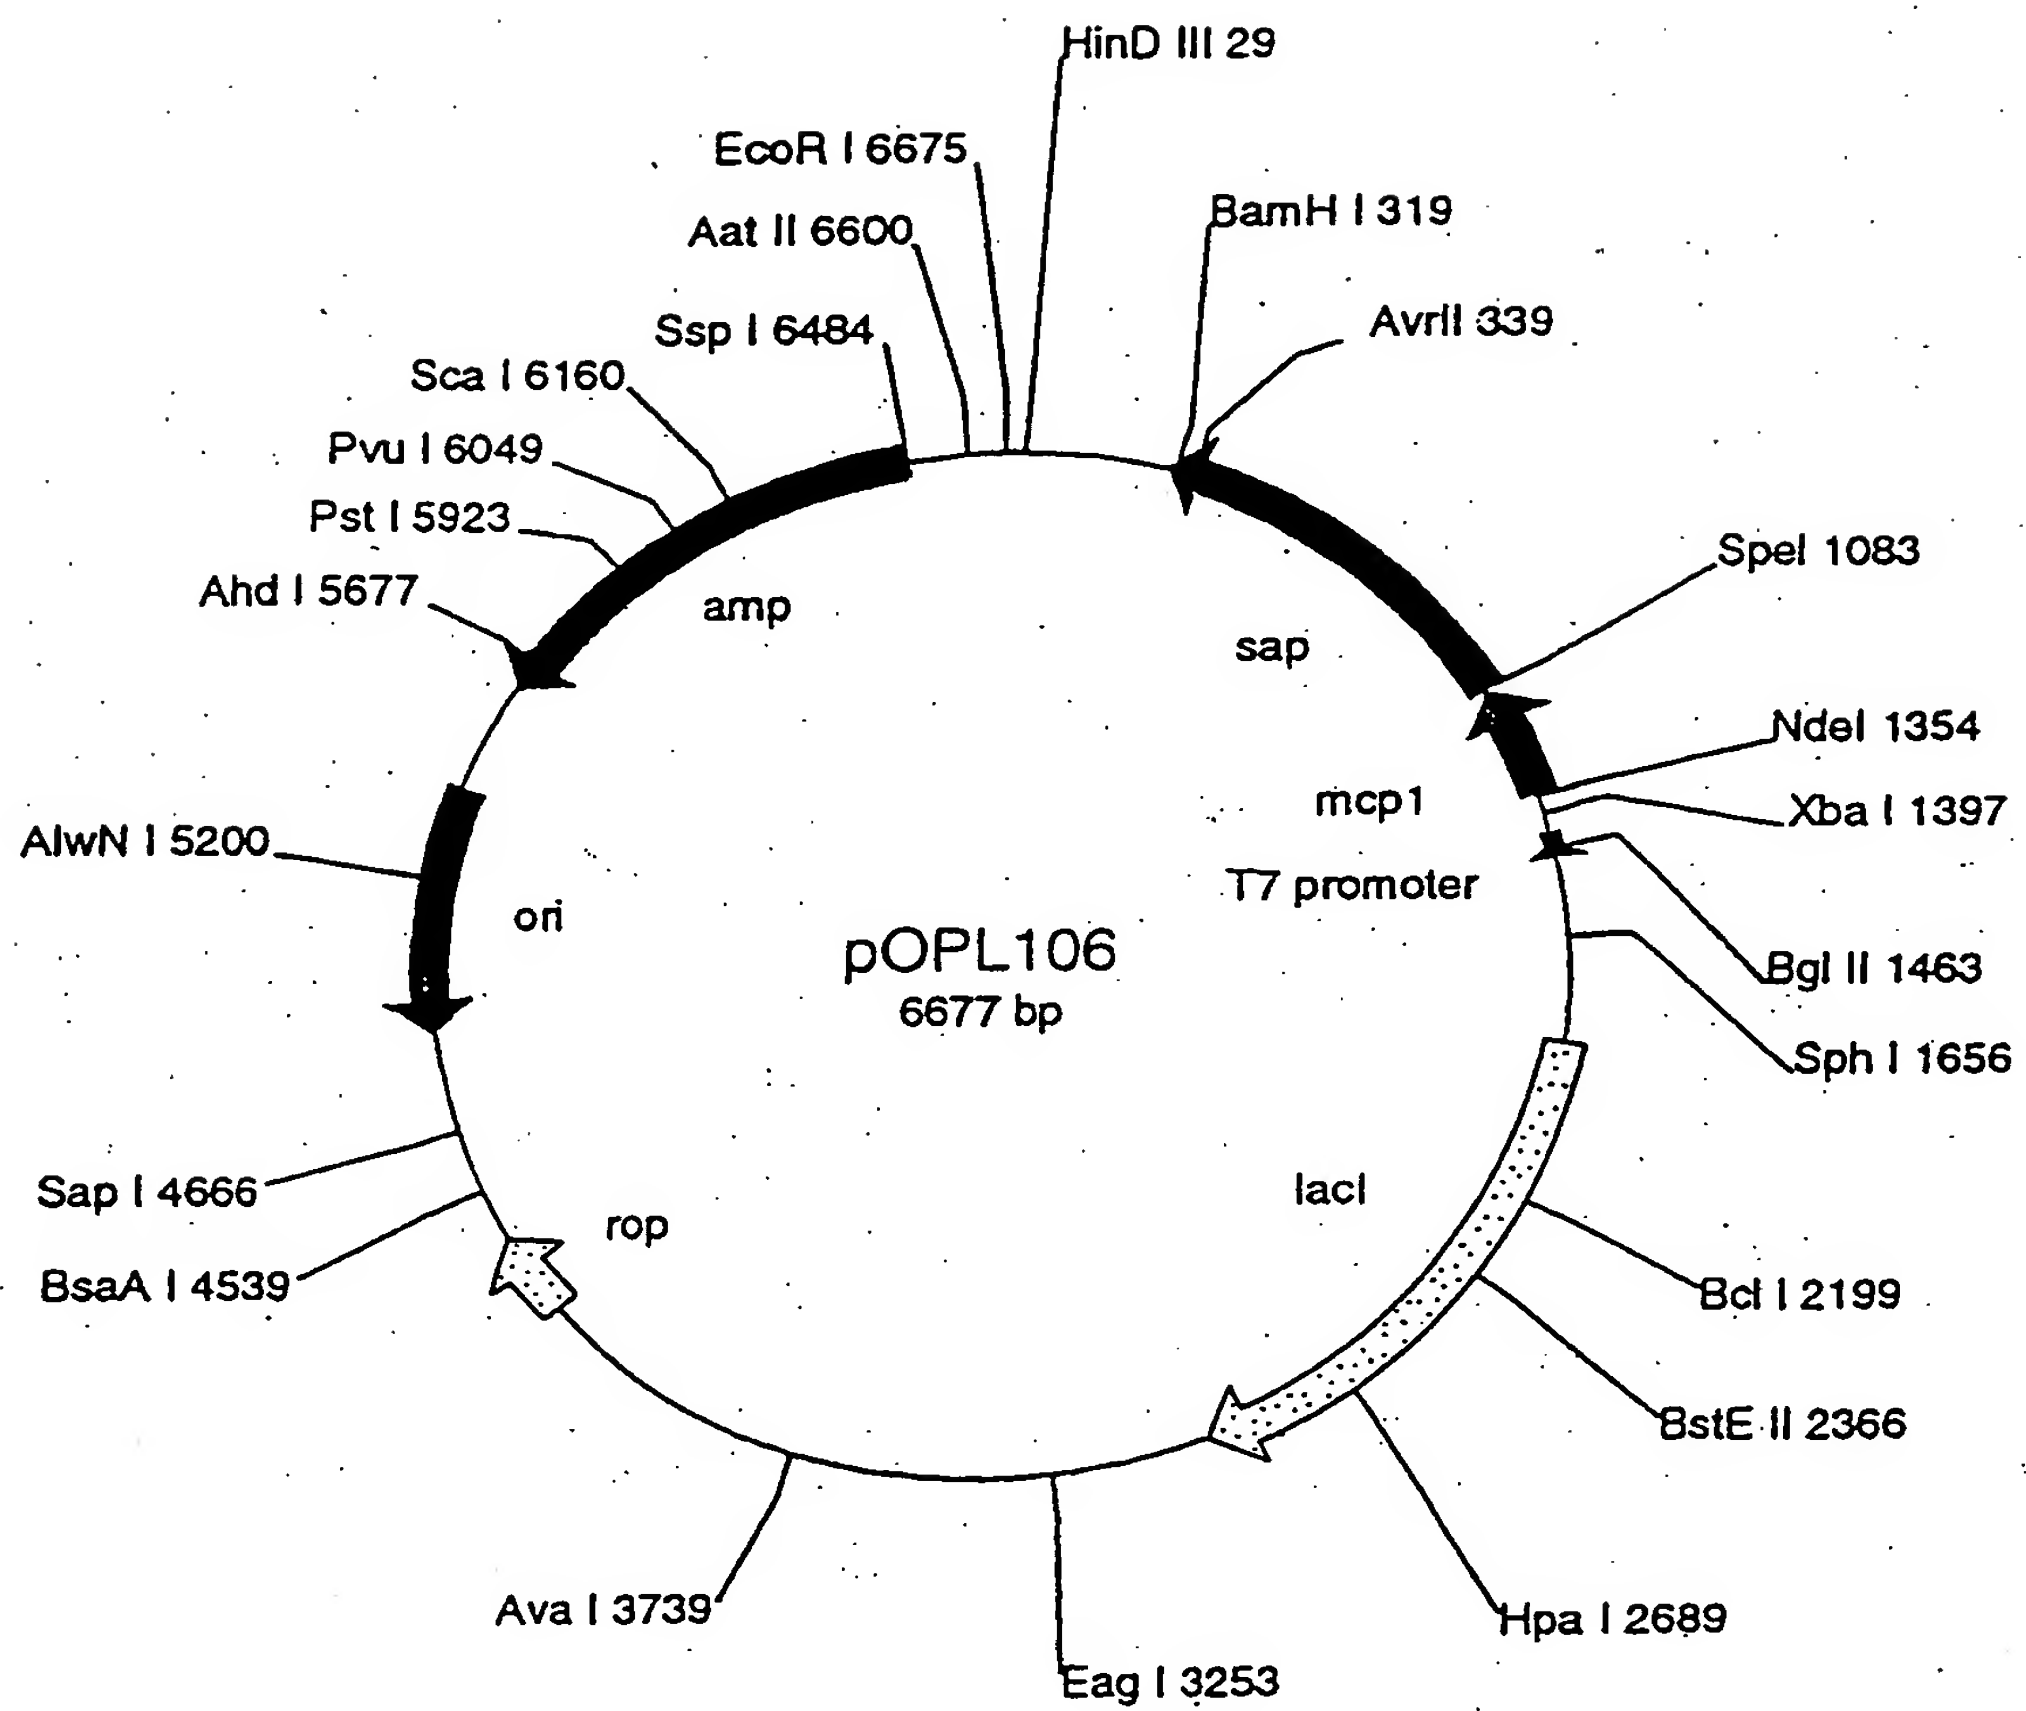 HinD III 29
EcoR I 6675
BamH I 319
Aat II 6600
AvrII 339
Ssp I 6484
Sca I 6160
Pvu I 6049
Pst I 5923
SpeI 1083
Ahd I 5677
amp
sap
NdeI 1354
mcp1
Xba I 1397
AlwN I 5200
T7 promoter
ori
pOPL106
Bgl II 1463
6677 bp
Sph I 1656
Sap I 4666
lacI
rop
BsaA I 4539
Bcl I 2199
BstE II 2366
Ava I 3739
Hpa I 2689
Eag I 3253